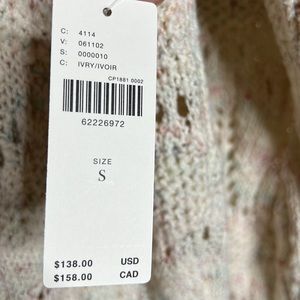 C: 4114
V: 061102
S: 0000010
C: IVRY/IVOIR
CP1881 0002
62226972
SIZE
S
$138.00 USD
$158.00 CAD